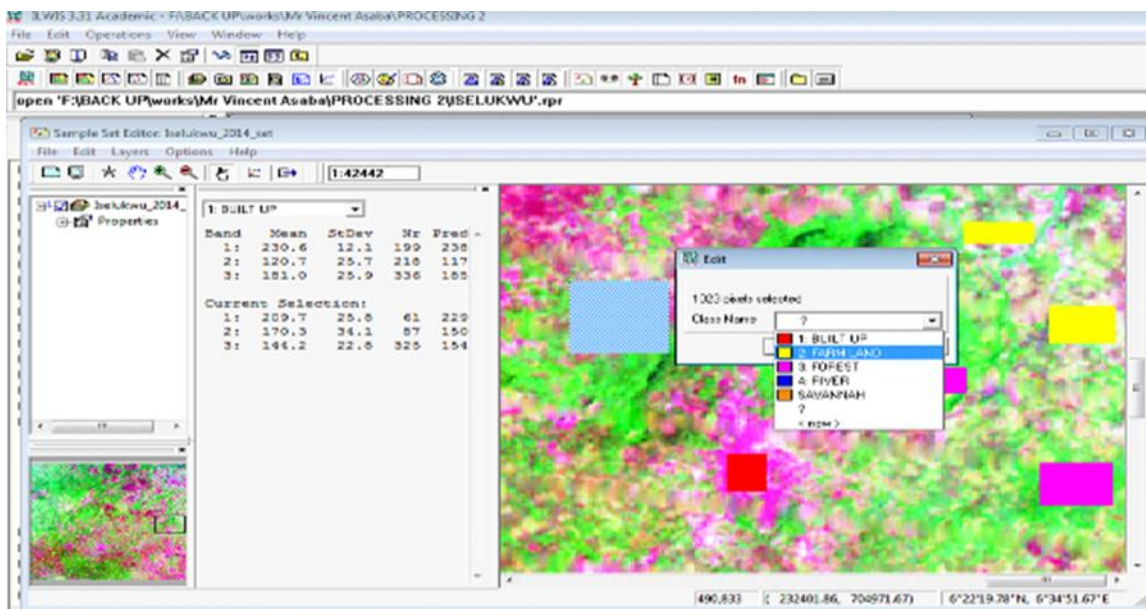 ILWIS 3.31 Academic - F:\BACK UP\works\Mr Vincent Asaba\PROCESSING 2
File Edit Operations View Window Help
open 'F:\BACK UP\works\Mr Vincent Asaba\PROCESSING 2\ISELUKWU'.rpr
Sample Set Editor: Iselukwu_2014_set
File Edit Layers Options Help
1:42442
Iselukwu_2014_
Properties
1: BUILT UP
Band Mean StDev Nr Pred
1: 230.6 12.1 199 238
2: 120.7 25.7 218 117
3: 181.0 25.9 336 185
Current Selection:
1: 209.7 25.8 61 229
2: 170.3 34.1 87 150
3: 144.2 22.8 325 154
Edit
1023 pixels selected
Class Name ?
1: BUILT UP
2: FARM LAND
3: FOREST
4: RIVER
SAVANNAH
?
< new >
490,833 ( 232401.86, 704971.67) 6°22'19.78"N, 6°34'51.67"E